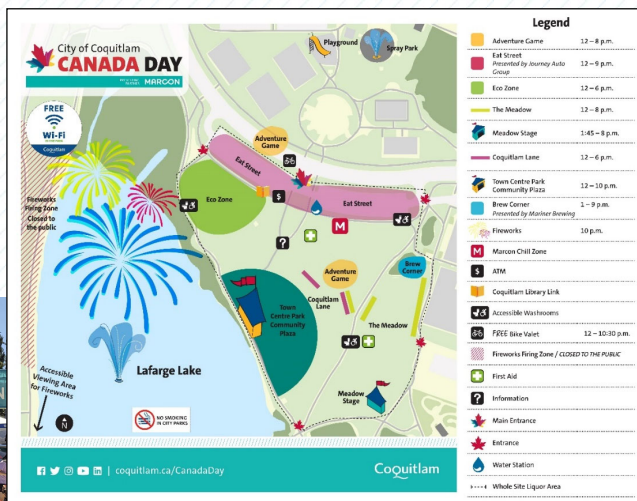 City of Coquitlam
CANADA DAY
MARCON
FREE
Wi-Fi
Coquitlam
Playground
Spray Park
Adventure
Game
Eat Street
Eco Zone
$
Eat Street
M
?
Fireworks
Firing Zone
Closed to
the public
Brew
Corner
Adventure
Game
Coquitlam
Lane
Town
Centre Park
Community
Plaza
The Meadow
Lafarge Lake
Meadow
Stage
Accessible
Viewing Area
for Fireworks
N
NO SMOKING
IN CITY PARKS
coquitlam.ca/CanadaDay
Coquitlam
Legend
Adventure Game 12 – 8 p.m.
Eat Street
Presented by Journey Auto
Group 12 – 9 p.m.
Eco Zone 12 – 6 p.m.
The Meadow 12 – 8 p.m.
Meadow Stage 1:45 – 8 p.m.
Coquitlam Lane 12 – 6 p.m.
Town Centre Park
Community Plaza 12 – 10 p.m.
Brew Corner 1 – 9 p.m.
Presented by Mariner Brewing
Fireworks 10 p.m.
M Marcon Chill Zone
$ ATM
Coquitlam Library Link
Accessible Washrooms
FREE Bike Valet 12 – 10:30 p.m.
Fireworks Firing Zone / CLOSED TO THE PUBLIC
First Aid
? Information
Main Entrance
Entrance
Water Station
Whole Site Liquor Area